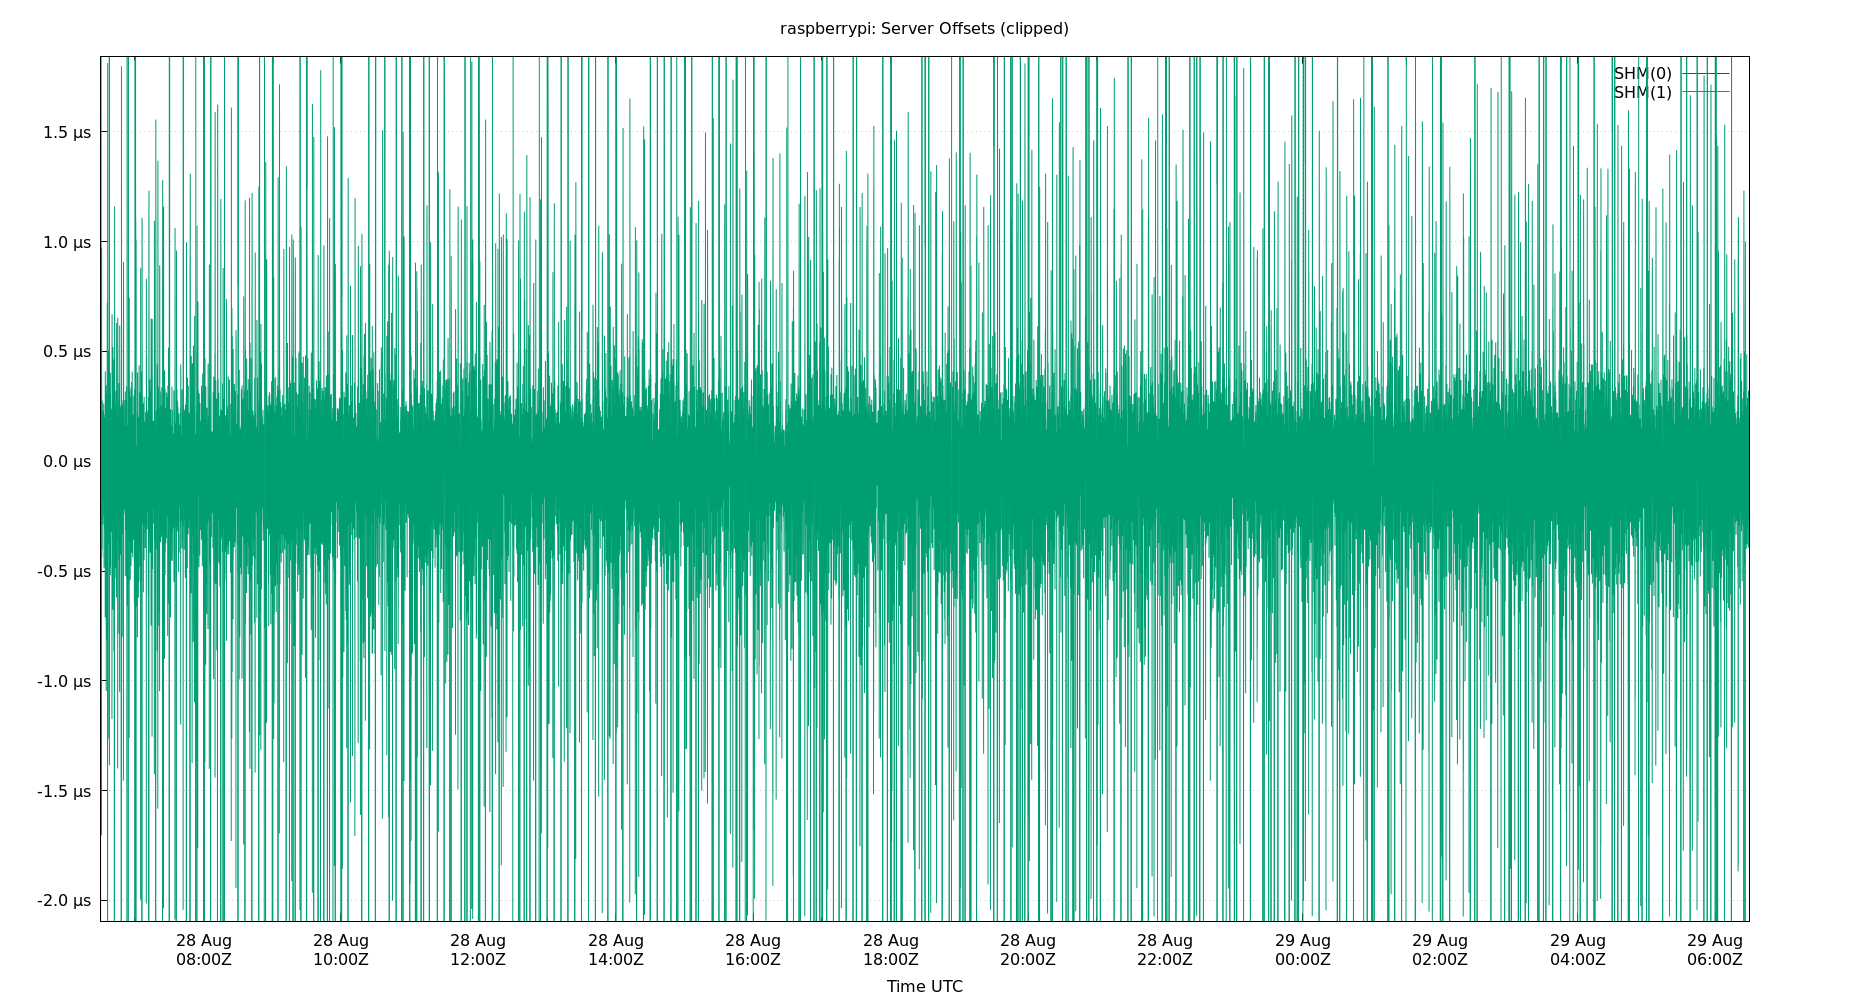 raspberrypi: Server Offsets (clipped)
SHM(0)
SHM(1)
1.5 µs
1.0 µs
0.5 µs
0.0 µs
-0.5 µs
-1.0 µs
-1.5 µs
-2.0 µs
28 Aug 28 Aug 28 Aug 28 Aug 28 Aug 28 Aug 28 Aug 28 Aug 29 Aug 29 Aug 29 Aug 29 Aug
08:00Z 10:00Z 12:00Z 14:00Z 16:00Z 18:00Z 20:00Z 22:00Z 00:00Z 02:00Z 04:00Z 06:00Z
Time UTC